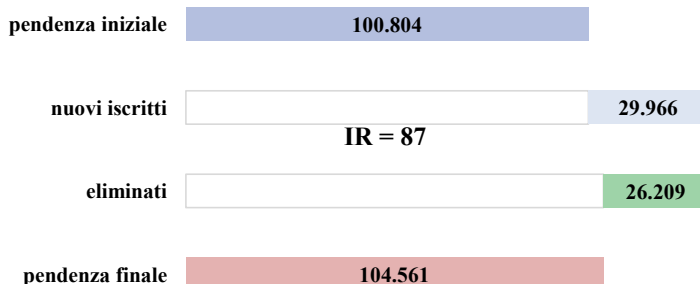 pendenza iniziale 100.804
nuovi iscritti 29.966
IR = 87
eliminati 26.209
pendenza finale 104.561